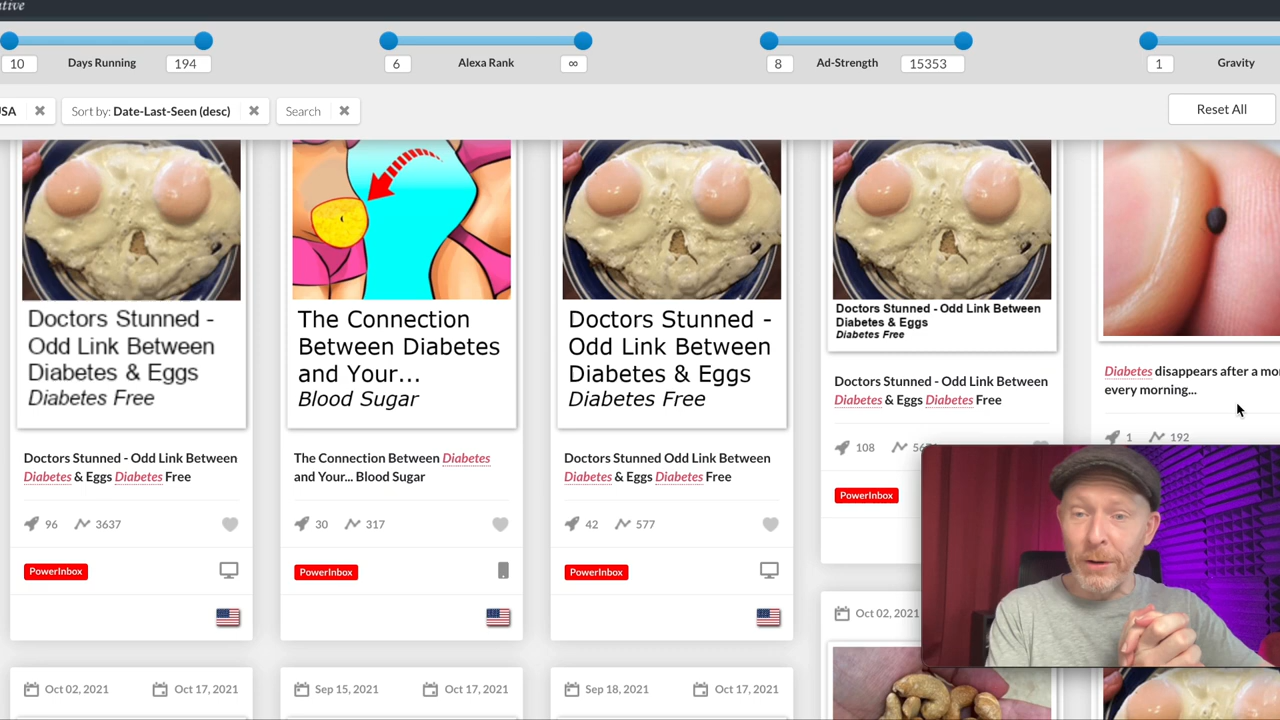 ative
10 Days Running 194
6 Alexa Rank ∞
8 Ad-Strength 15353
1 Gravity
USA
Sort by: Date-Last-Seen (desc)
Search
Reset All
Doctors Stunned -
Odd Link Between
Diabetes & Eggs
Diabetes Free
Doctors Stunned - Odd Link Between
Diabetes & Eggs Diabetes Free
96 3637
PowerInbox
The Connection
Between Diabetes
and Your...
Blood Sugar
The Connection Between Diabetes
and Your... Blood Sugar
30 317
PowerInbox
Doctors Stunned -
Odd Link Between
Diabetes & Eggs
Diabetes Free
Doctors Stunned Odd Link Between
Diabetes & Eggs Diabetes Free
42 577
PowerInbox
Doctors Stunned - Odd Link Between
Diabetes & Eggs
Diabetes Free
Doctors Stunned - Odd Link Between
Diabetes & Eggs Diabetes Free
108
PowerInbox
Diabetes disappears after a
every morning...
1 192
Oct 02, 2021 Oct 17, 2021
Sep 15, 2021 Oct 17, 2021
Sep 18, 2021 Oct 17, 2021
Oct 02, 2021